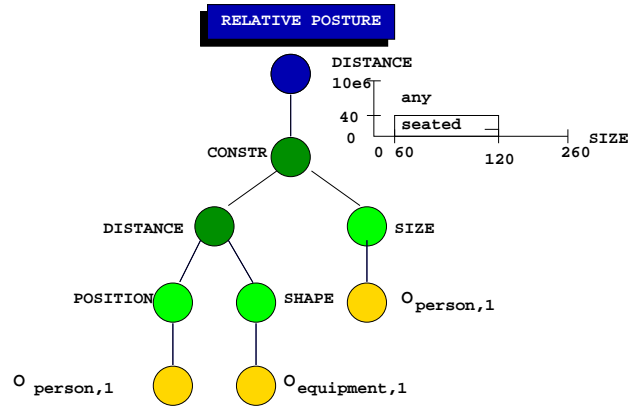 RELATIVE POSTURE
DISTANCE
10e6
any
40
seated
0
0 60 120 260 SIZE
CONSTR
DISTANCE
SIZE
POSITION
SHAPE
O person,1
O person,1
O equipment,1